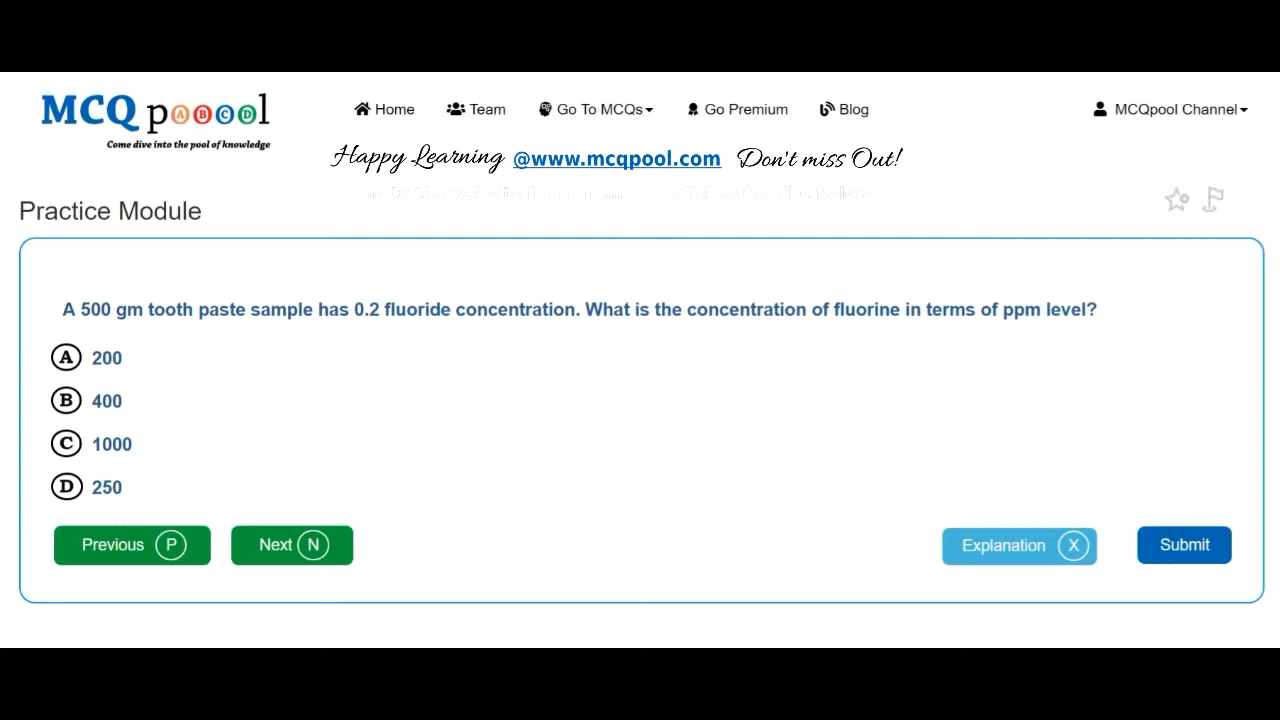 MCQ pooool
Come dive into the pool of knowledge
Home Team Go To MCQs Go Premium Blog MCQpool Channel
Happy Learning @www.mcqpool.com Don't miss Out!
Practice Module
A 500 gm tooth paste sample has 0.2 fluoride concentration. What is the concentration of fluorine in terms of ppm level?
A 200
B 400
C 1000
D 250
Previous P Next N Explanation X Submit